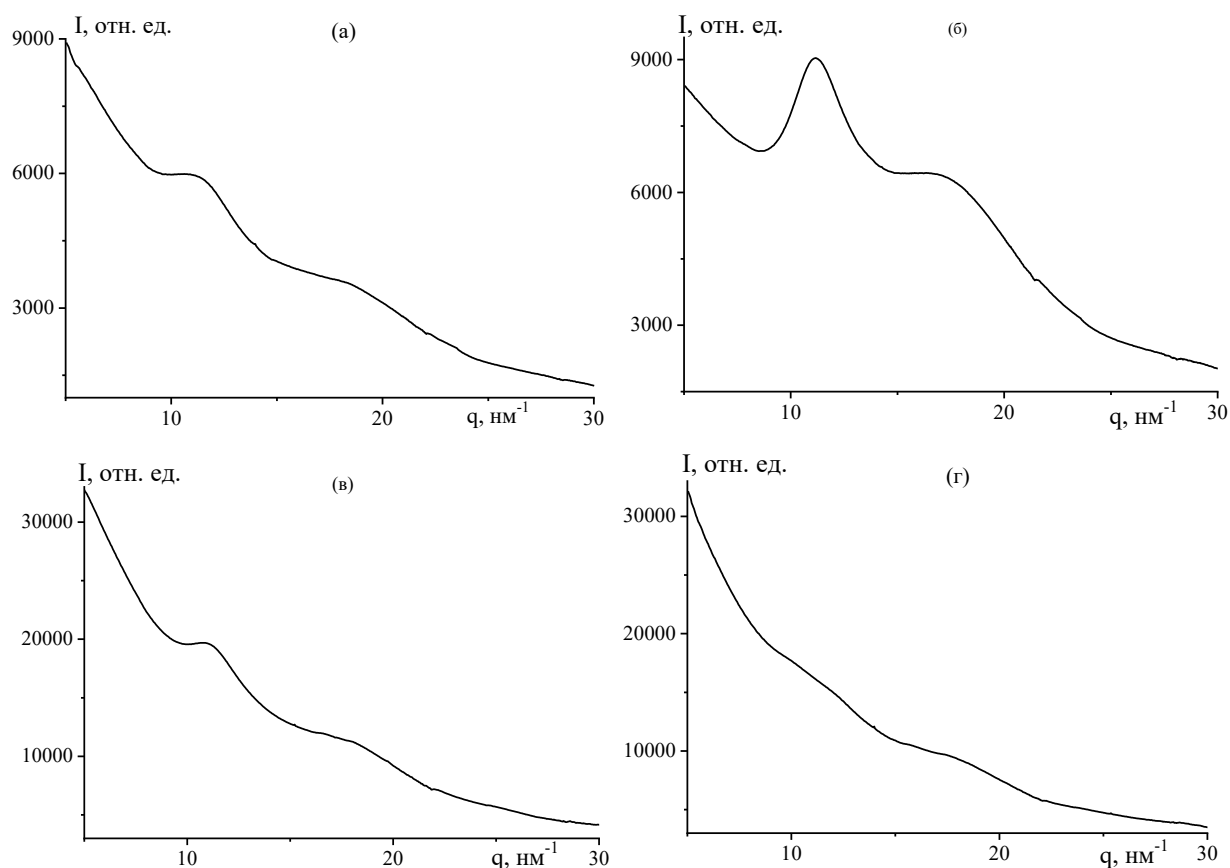 I, отн. ед.
(а)
9000
6000
3000
10
20
30
q, нм⁻¹
I, отн. ед.
(б)
9000
6000
3000
10
20
30
q, нм⁻¹
I, отн. ед.
(в)
30000
20000
10000
10
20
30
q, нм⁻¹
I, отн. ед.
(г)
30000
20000
10000
10
20
30
q, нм⁻¹